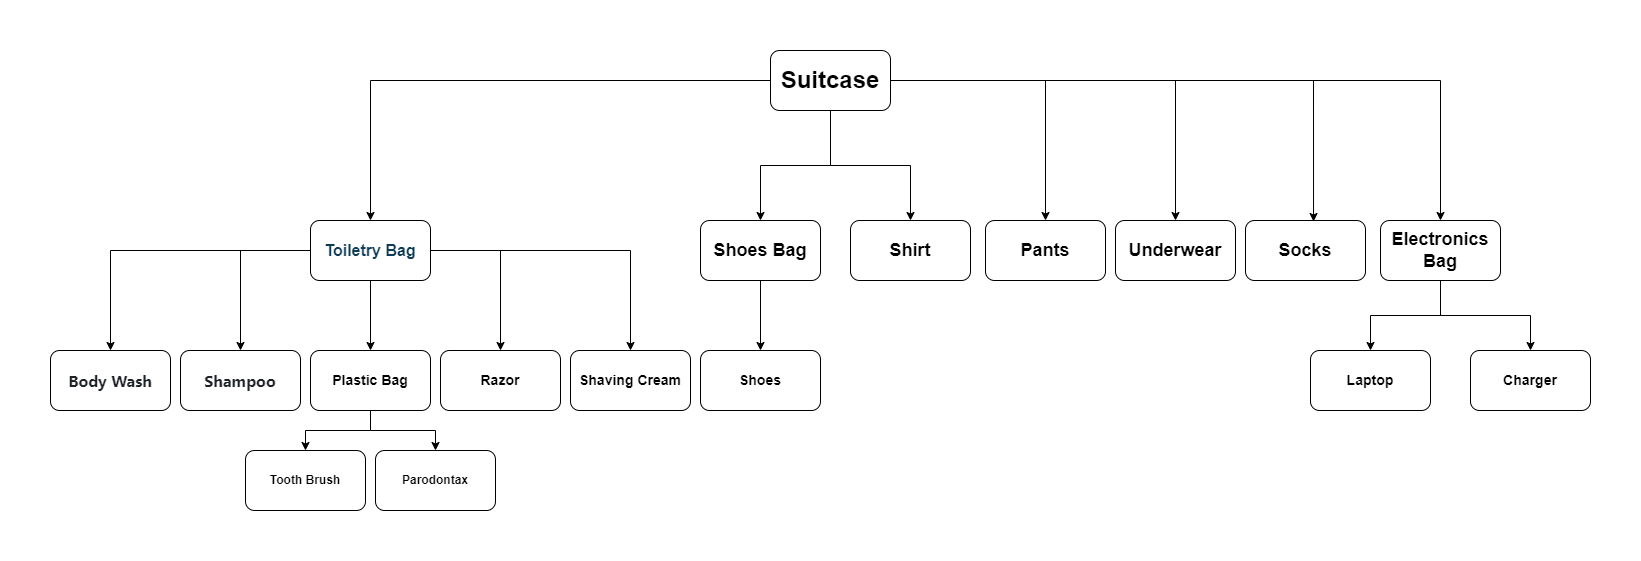 Suitcase
Toiletry Bag
Shoes Bag
Shirt
Pants
Underwear
Socks
Electronics
Bag
Body Wash
Shampoo
Plastic Bag
Razor
Shaving Cream
Shoes
Laptop
Charger
Tooth Brush
Parodontax